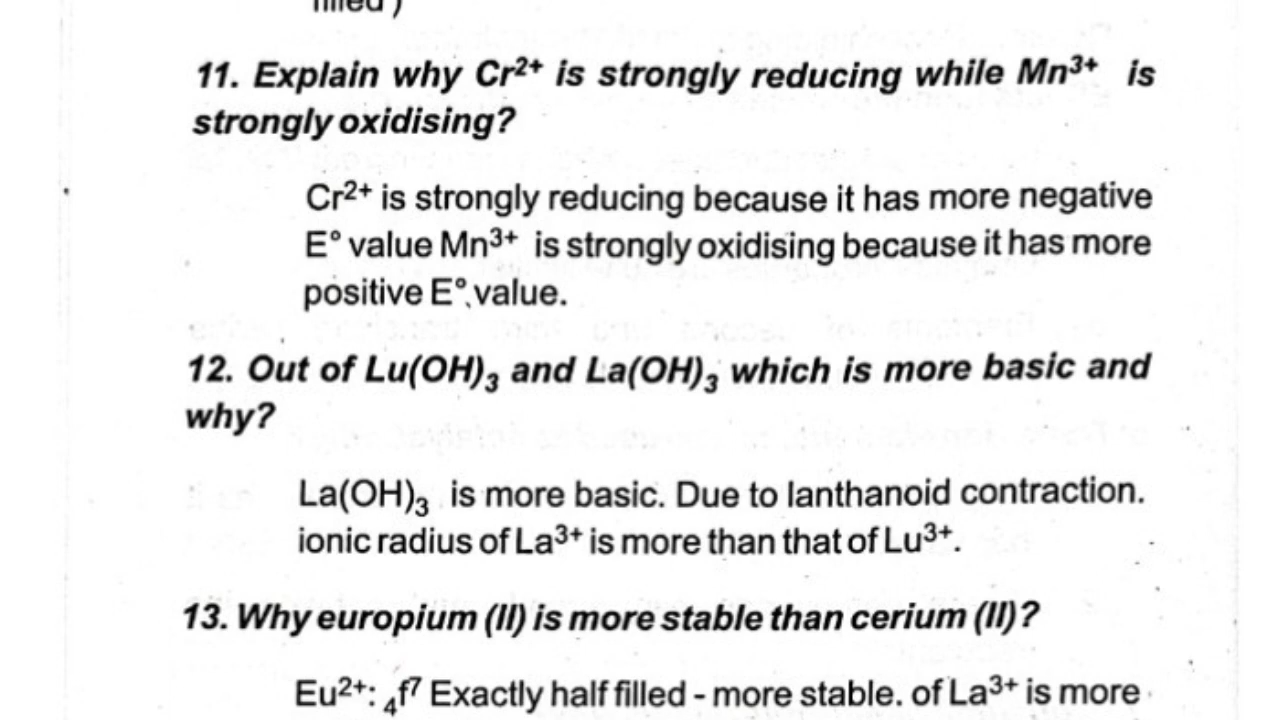 filled )
11. Explain why Cr²⁺ is strongly reducing while Mn³⁺ is
strongly oxidising?
Cr²⁺ is strongly reducing because it has more negative
E° value Mn³⁺ is strongly oxidising because it has more
positive E° value.
12. Out of Lu(OH)₃ and La(OH)₃ which is more basic and
why?
La(OH)₃ is more basic. Due to lanthanoid contraction.
ionic radius of La³⁺ is more than that of Lu³⁺.
13. Why europium (II) is more stable than cerium (II)?
Eu²⁺: ₄f⁷ Exactly half filled - more stable. of La³⁺ is more